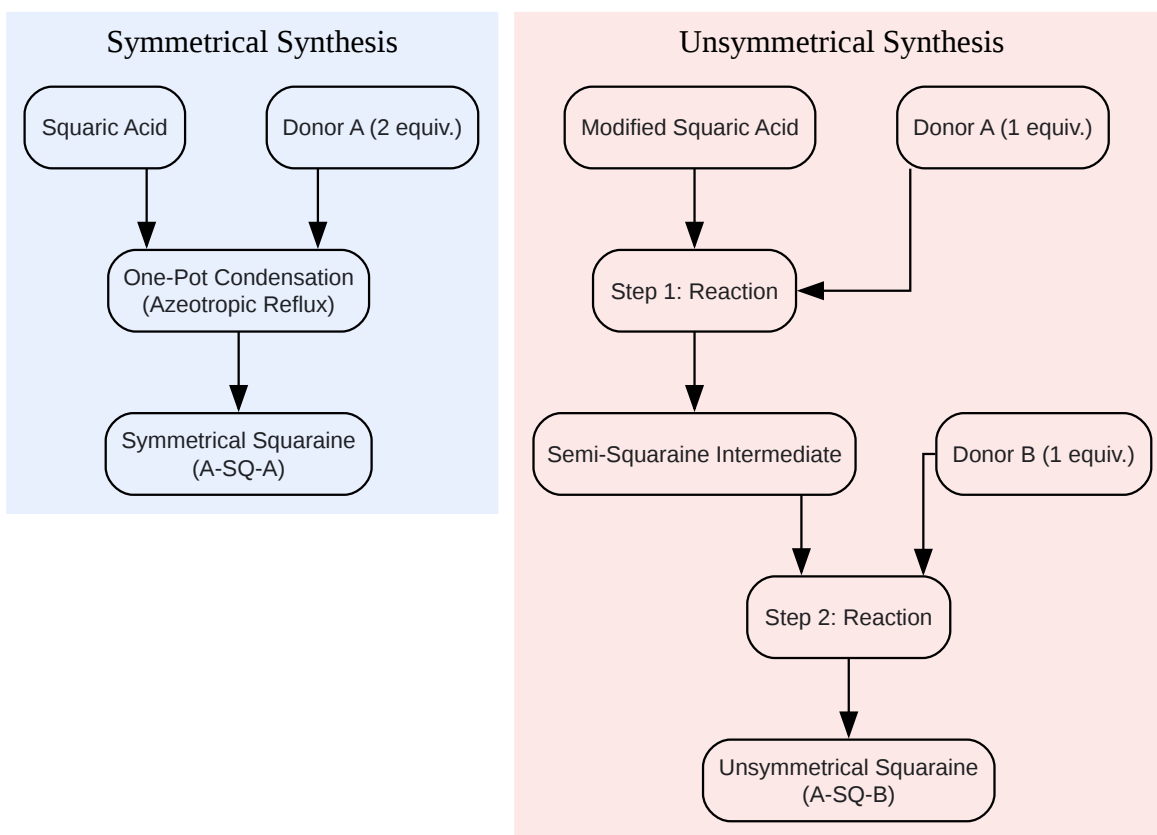 Symmetrical Synthesis
Squaric Acid
Donor A (2 equiv.)
One-Pot Condensation
(Azeotropic Reflux)
Symmetrical Squaraine
(A-SQ-A)
Unsymmetrical Synthesis
Modified Squaric Acid
Donor A (1 equiv.)
Step 1: Reaction
Semi-Squaraine Intermediate
Donor B (1 equiv.)
Step 2: Reaction
Unsymmetrical Squaraine
(A-SQ-B)